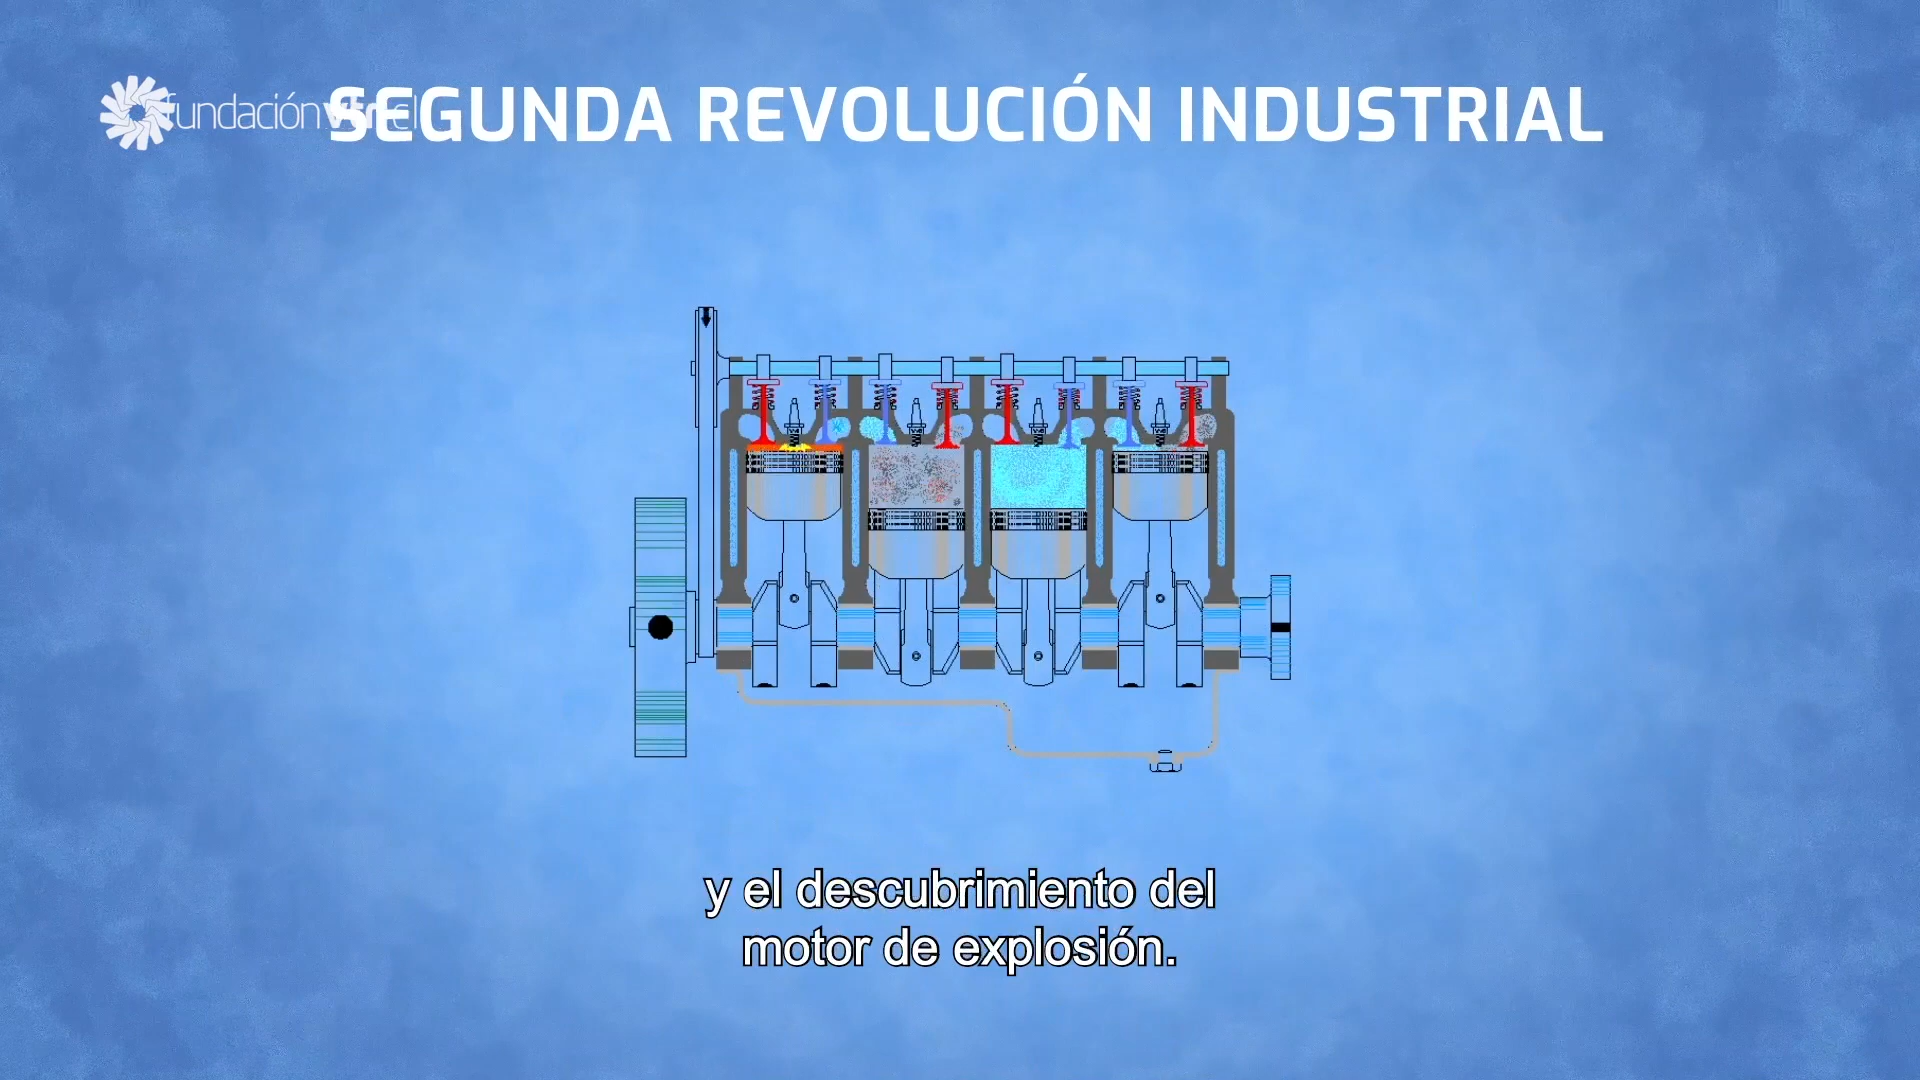 fundación
SEGUNDA REVOLUCIÓN INDUSTRIAL
y el descubrimiento del
motor de explosión.